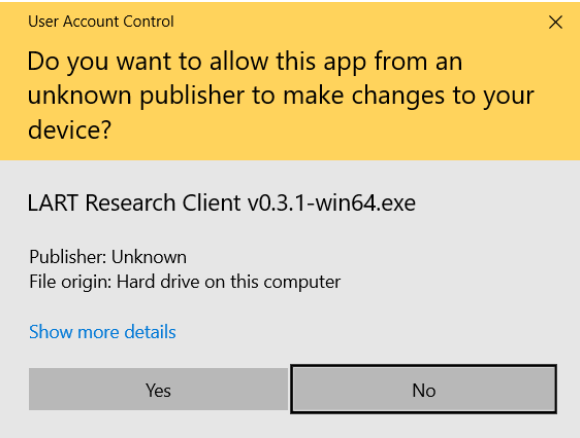 User Account Control
Do you want to allow this app from an
unknown publisher to make changes to your
device?
LART Research Client v0.3.1-win64.exe
Publisher: Unknown
File origin: Hard drive on this computer
Show more details
Yes
No